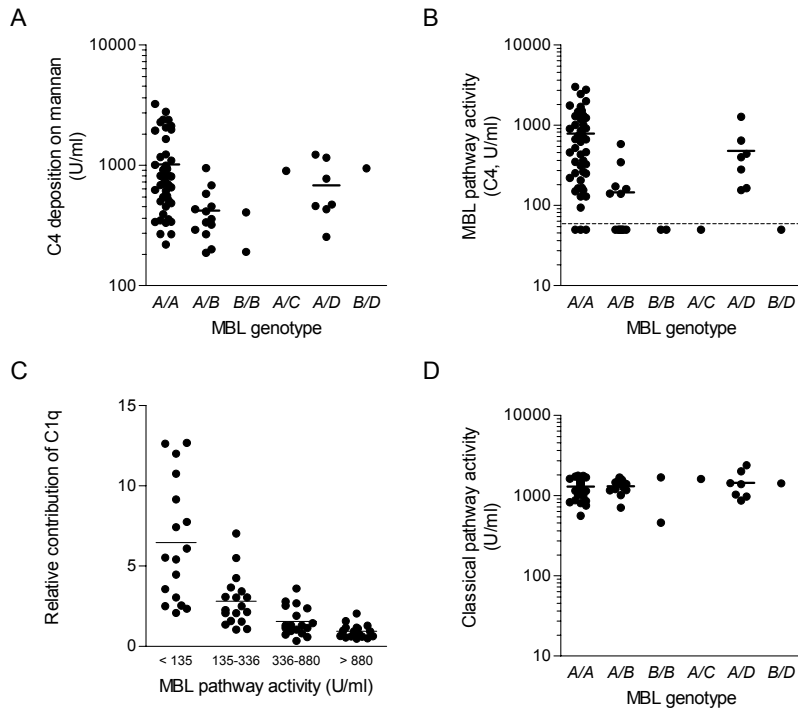 A
C4 deposition on mannan
(U/ml)
10000
1000
100
A/A A/B B/B A/C A/D B/D
MBL genotype
B
MBL pathway activity
(C4, U/ml)
10000
1000
100
10
A/A A/B B/B A/C A/D B/D
MBL genotype
C
Relative contribution of C1q
15
10
5
0
< 135 135-336 336-880 > 880
MBL pathway activity (U/ml)
D
Classical pathway activity
(U/ml)
10000
1000
100
10
A/A A/B B/B A/C A/D B/D
MBL genotype